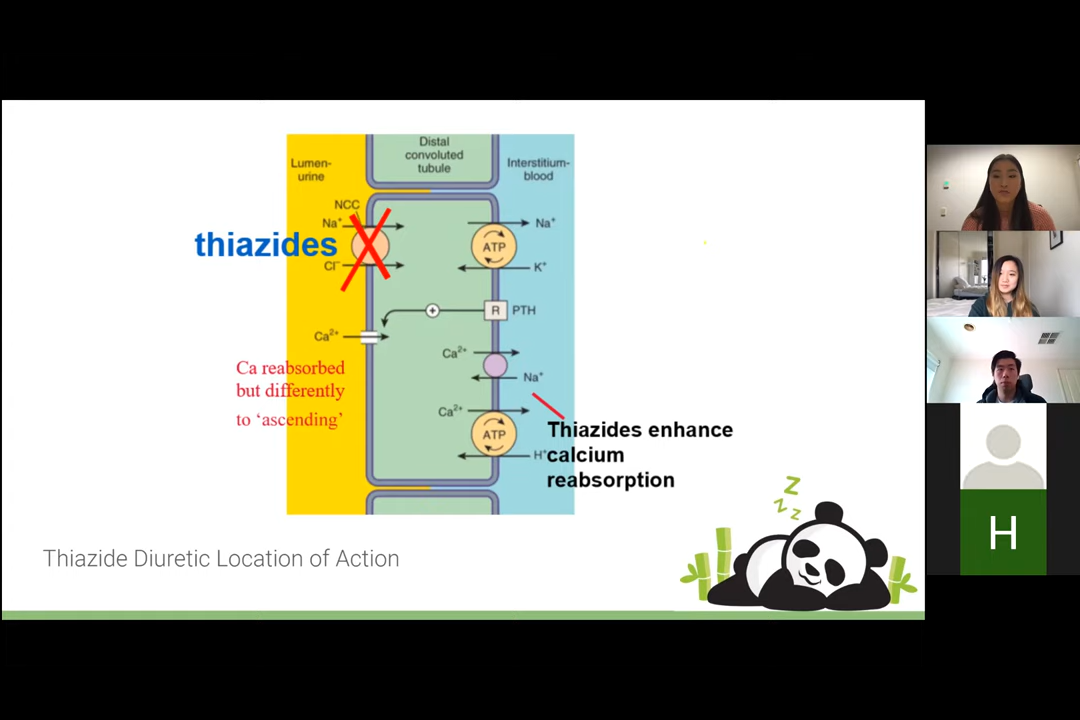 Distal
convoluted
tubule
Lumen-
urine
Interstitium-
blood
NCC
Na+
Na+
thiazides
ATP
Cl−
K+
R PTH
+
Ca2+
Ca2+
Na+
Ca reabsorbed
but differently
to ‘ascending’
Ca2+
ATP
H+
Thiazides enhance
calcium
reabsorption
Z
Z
Z
Thiazide Diuretic Location of Action
H